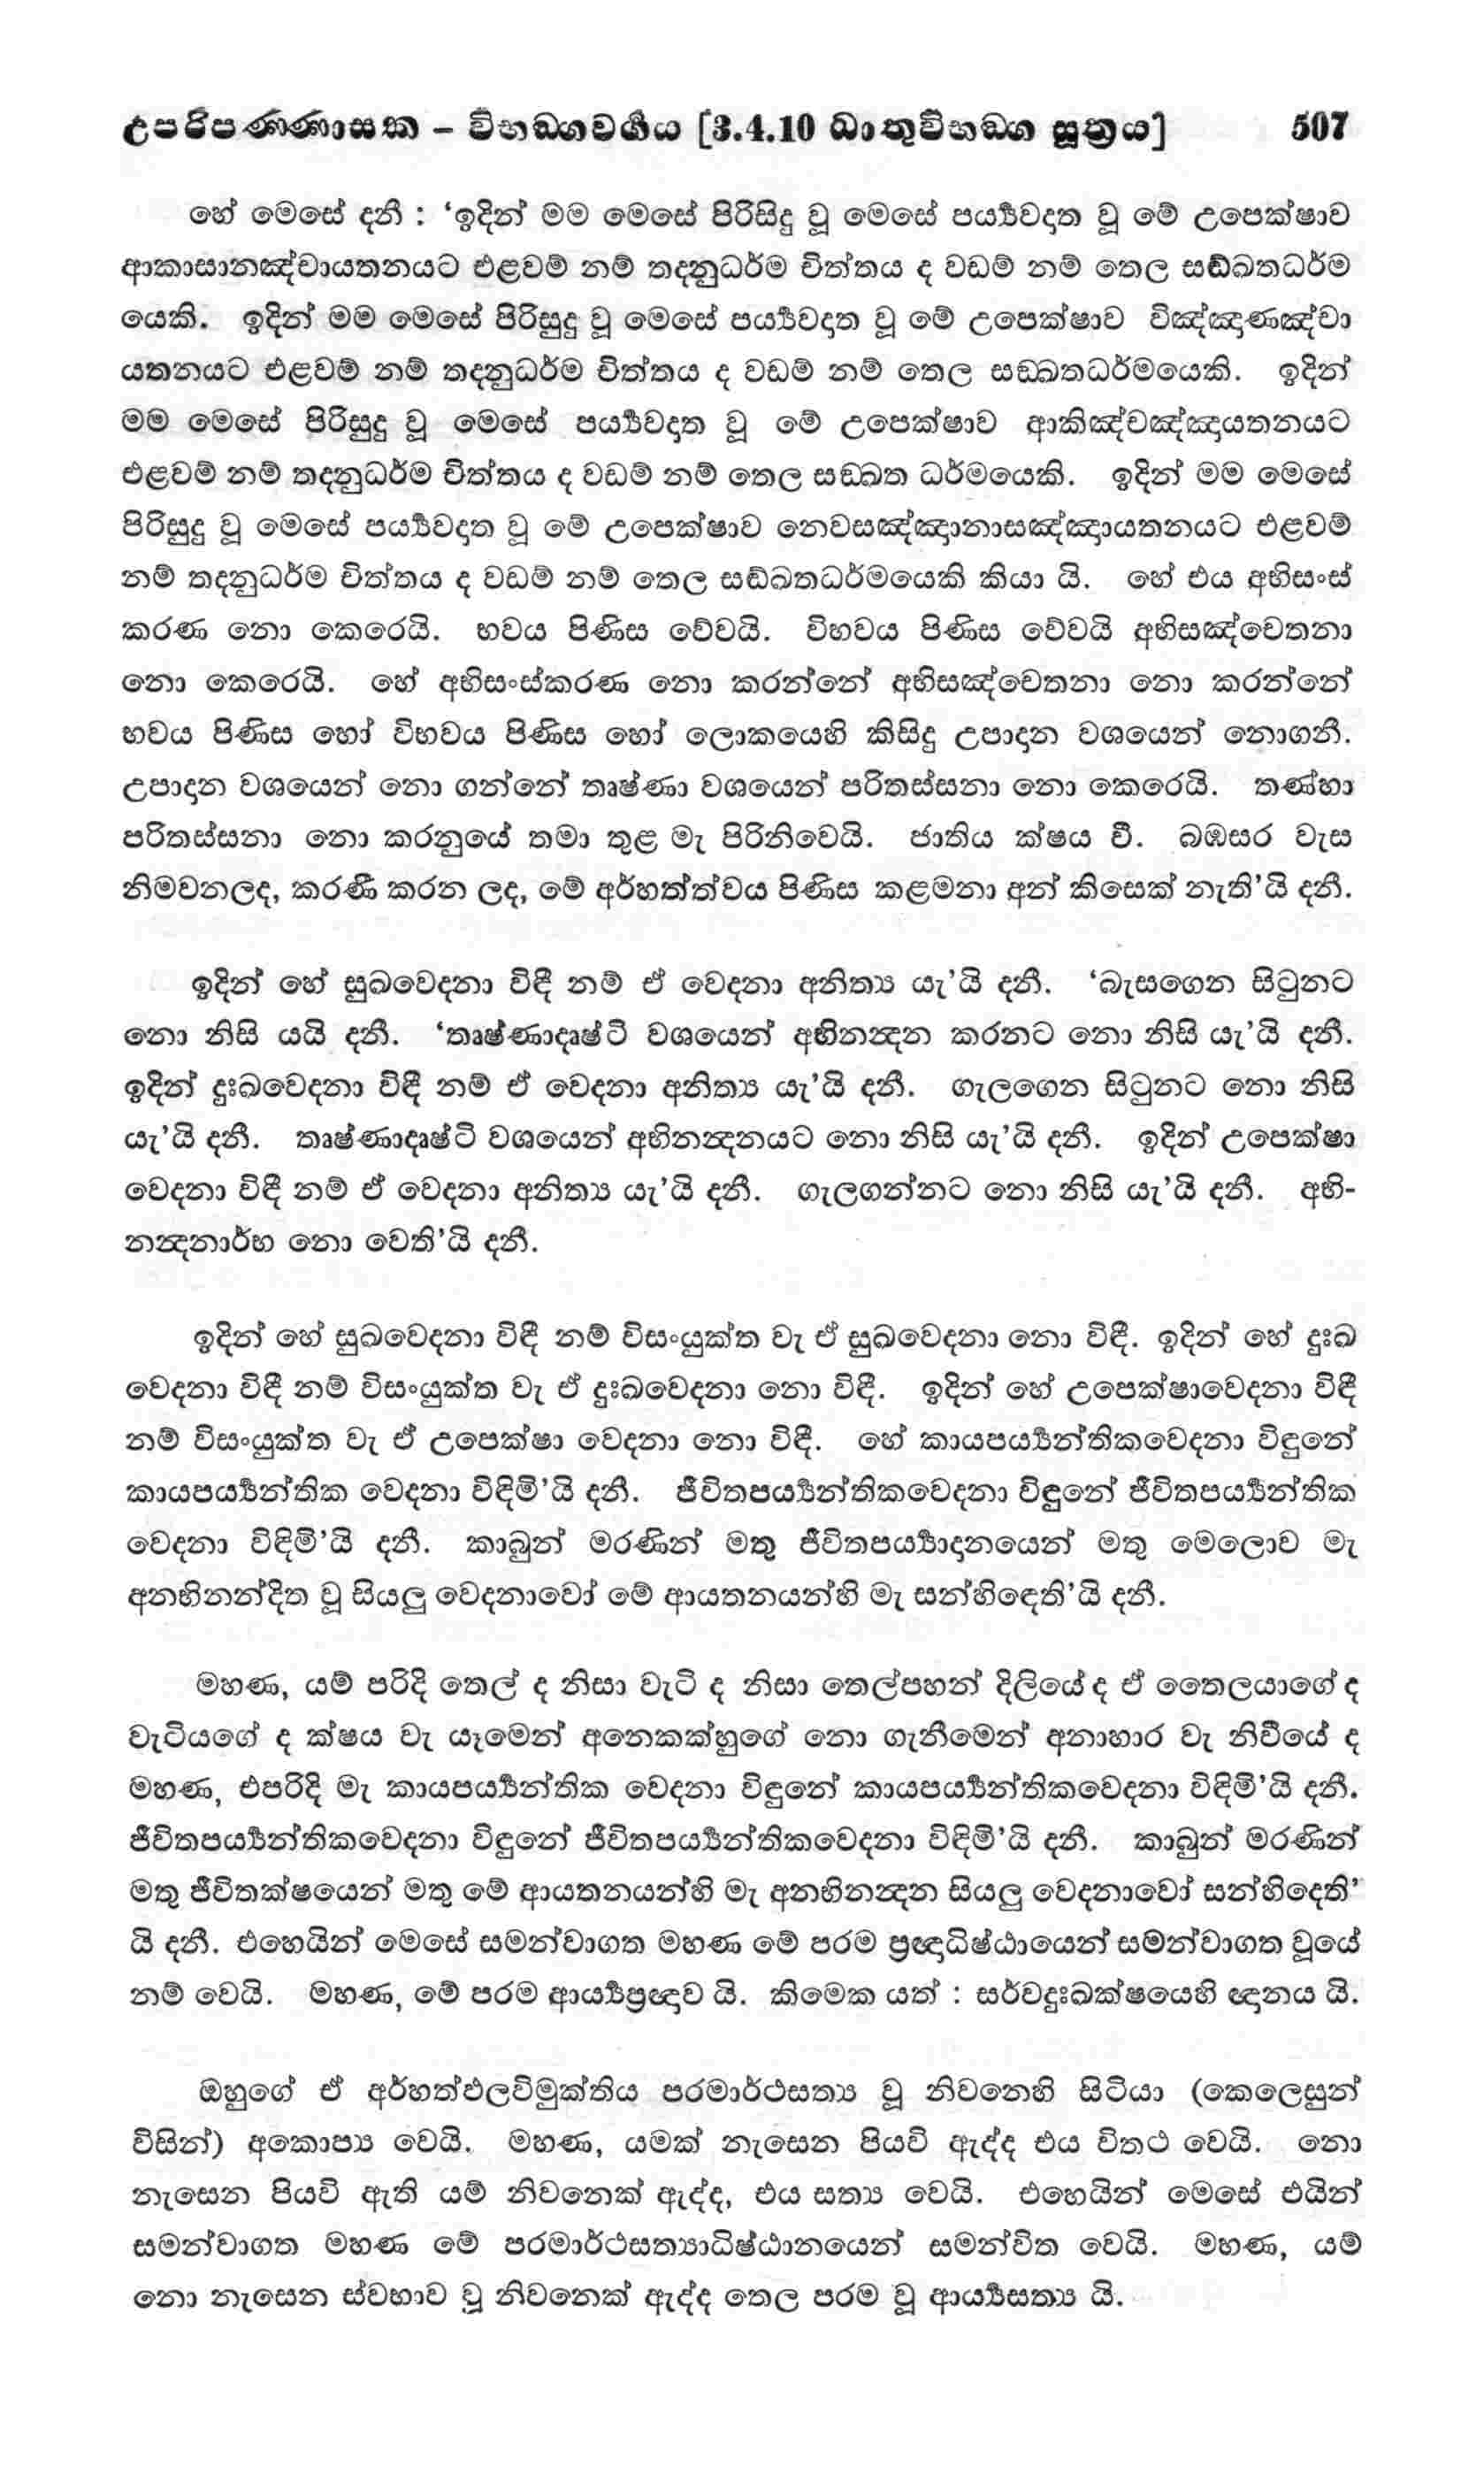 උපරිපණ්ණාසක – විභඞ්ගවර්ගය [3.4.10 ධාතුවිභඞ්ග සූත්‍රය] 507
හේ මෙසේ දනී : ‘ඉදින් මම මෙසේ පිරිසිදු වූ මෙසේ පර්‍ය්‍යවදාත වූ මේ උපෙක්ෂාව
ආකාසානඤ්චායතනයට එළවම් නම් තදනුධර්ම චිත්තය ද වඩම් නම් තෙල සඞ්ඛතධර්ම
යෙකි. ඉදින් මම මෙසේ පිරිසුදු වූ මෙසේ පර්‍ය්‍යවදාත වූ මේ උපෙක්ෂාව විඤ්ඤාණඤ්චා
යතනයට එළවම් නම් තදනුධර්ම චිත්තය ද වඩම් නම් තෙල සඞ්ඛතධර්මයෙකි. ඉදින්
මම මෙසේ පිරිසුදු වූ මෙසේ පර්‍ය්‍යවදාත වූ මේ උපෙක්ෂාව ආකිඤ්චඤ්ඤායතනයට
එළවම් නම් තදනුධර්ම චිත්තය ද වඩම් නම් තෙල සඞ්ඛත ධර්මයෙකි. ඉදින් මම මෙසේ
පිරිසුදු වූ මෙසේ පර්‍ය්‍යවදාත වූ මේ උපෙක්ෂාව නෙවසඤ්ඤානාසඤ්ඤායතනයට එළවම්
නම් තදනුධර්ම චිත්තය ද වඩම් නම් තෙල සඞ්ඛතධර්මයෙකි කියා යි. හේ එය අභිසංස්
කරණ නො කෙරෙයි. භවය පිණිස වේවයි. විභවය පිණිස වේවයි අභිසඤ්චෙතනා
නො කෙරෙයි. හේ අභිසංස්කරණ නො කරන්නේ අභිසඤ්චෙතනා නො කරන්නේ
භවය පිණිස හෝ විභවය පිණිස හෝ ලොකයෙහි කිසිදු උපාදාන වශයෙන් නොගනී.
උපාදාන වශයෙන් නො ගන්නේ තෘෂ්ණා වශයෙන් පරිතස්සනා නො කෙරෙයි. තණ්හා
පරිතස්සනා නො කරනුයේ තමා තුළ මැ පිරිනිවෙයි. ජාතිය ක්ෂය වී. බඹසර වැස
නිමවනලද, කරණී කරන ලද, මේ අර්හත්ත්වය පිණිස කළමනා අන් කිසෙක් නැති’යි දනී.
ඉදින් හේ සුඛවෙදනා විඳී නම් ඒ වෙදනා අනිත්‍ය යැ’යි දනී. ‘බැසගෙන සිටුනට
නො නිසි යයි දනී. ‘තෘෂ්ණාදෘෂ්ටි වශයෙන් අභිනන්‍දන කරනට නො නිසි යැ’යි දනී.
ඉදින් දුඃඛවෙදනා විඳී නම් ඒ වෙදනා අනිත්‍ය යැ’යි දනී. ගැලගෙන සිටුනට නො නිසි
යැ’යි දනී. තෘෂ්ණාදෘෂ්ටි වශයෙන් අභිනන්‍දනයට නො නිසි යැ’යි දනී. ඉදින් උපෙක්ෂා
වෙදනා විඳී නම් ඒ වෙදනා අනිත්‍ය යැ’යි දනී. ගැලගන්නට නො නිසි යැ’යි දනී. අභි-
නන්‍දනාර්හ නො වෙති’යි දනී.
ඉදින් හේ සුඛවෙදනා විඳී නම් විසංයුක්ත වැ ඒ සුඛවෙදනා නො විඳී. ඉදින් හේ දුඃඛ
වෙදනා විඳී නම් විසංයුක්ත වැ ඒ දුඃඛවෙදනා නො විඳී. ඉදින් හේ උපෙක්ෂාවෙදනා විඳී
නම් විසංයුක්ත වැ ඒ උපෙක්ෂා වෙදනා නො විඳී. හේ කායපර්‍ය්‍යන්තිකවෙදනා විඳුනේ
කායපර්‍ය්‍යන්තික වෙදනා විඳිමි’යි දනී. ජීවිතපර්‍ය්‍යන්තිකවෙදනා විඳුනේ ජීවිතපර්‍ය්‍යන්තික
වෙදනා විඳිමි’යි දනී. කාබුන් මරණින් මතු ජීවිතපර්‍ය්‍යාදානයෙන් මතු මෙලොව මැ
අනභිනන්දිත වූ සියලු වෙදනාවෝ මේ ආයතනයන්හි මැ සන්හිඳෙති’යි දනී.
මහණ, යම් පරිදි තෙල් ද නිසා වැටි ද නිසා තෙල්පහන් දිලියේ ද ඒ තෛලයාගේ ද
වැටියගේ ද ක්ෂය වැ යෑමෙන් අනෙකක්හුගේ නො ගැනීමෙන් අනාහාර වැ නිවීයේ ද
මහණ, එපරිදි මැ කායපර්‍ය්‍යන්තික වෙදනා විඳුනේ කායපර්‍ය්‍යන්තිකවෙදනා විඳිමි’යි දනී.
ජීවිතපර්‍ය්‍යන්තිකවෙදනා විඳුනේ ජීවිතපර්‍ය්‍යන්තිකවෙදනා විඳිමි’යි දනී. කාබුන් මරණින්
මතු ජීවිතක්ෂයෙන් මතු මේ ආයතනයන්හි මැ අනභිනන්‍දන සියලු වෙදනාවෝ සන්හිදෙති’
යි දනී. එහෙයින් මෙසේ සමන්වාගත මහණ මේ පරම ප්‍රඥාධිෂ්ඨායෙන් සමන්වාගත වූයේ
නම් වෙයි. මහණ, මේ පරම ආර්‍ය්‍යප්‍රඥාව යි. කිමෙක යත් : සර්වදුඃඛක්ෂයෙහි ඥානය යි.
ඔහුගේ ඒ අර්හත්ඵලවිමුක්තිය පරමාර්ථසත්‍ය වූ නිවනෙහි සිටියා (කෙලෙසුන්
විසින්) අකොප්‍ය වෙයි. මහණ, යමක් නැසෙන පියවි ඇද්ද එය විතථ වෙයි. නො
නැසෙන පියවි ඇති යම් නිවනෙක් ඇද්ද, එය සත්‍ය වෙයි. එහෙයින් මෙසේ එයින්
සමන්වාගත මහණ මේ පරමාර්ථසත්‍යාධිෂ්ඨානයෙන් සමන්විත වෙයි. මහණ, යම්
නො නැසෙන ස්වභාව වූ නිවනෙක් ඇද්ද තෙල පරම වූ ආර්‍ය්‍යසත්‍ය යි.